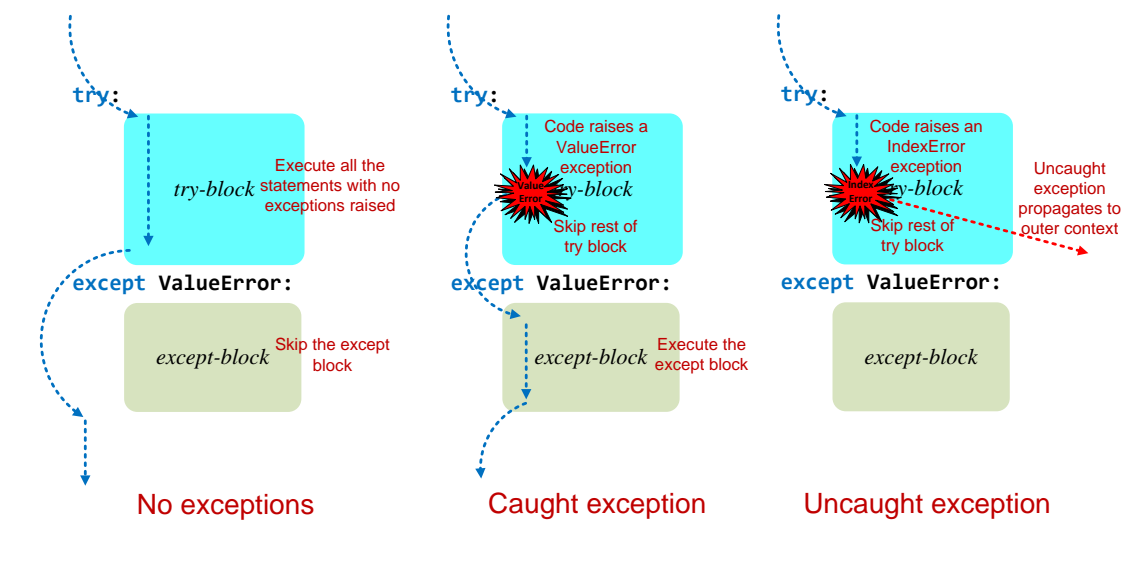 try:
Execute all the
try-block statements with no
exceptions raised
except ValueError:
except-block Skip the except
block
No exceptions
try:
Code raises a
ValueError
exception
Value
Error
y-block
Skip rest of
try block
except ValueError:
except-block Execute the
except block
Caught exception
try:
Code raises an
IndexError
exception
Index
Error
y-block
Skip rest of
try block
Uncaught
exception
propagates to
outer context
except ValueError:
except-block
Uncaught exception